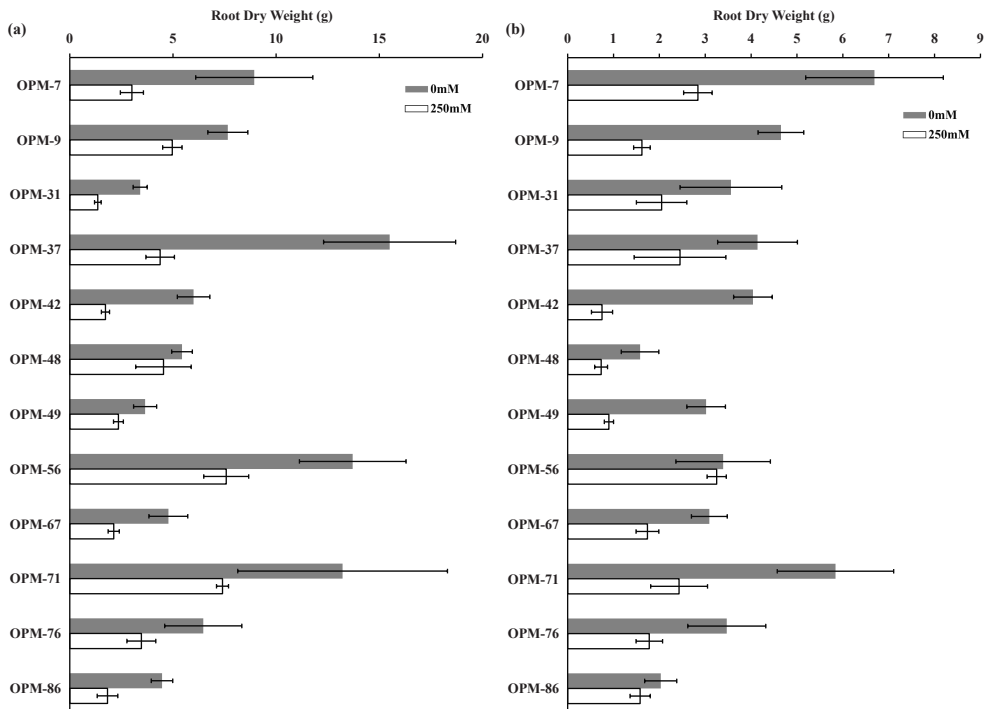 (a)
Root Dry Weight (g)
0 5 10 15 20
0mM
250mM
OPM-7
OPM-9
OPM-31
OPM-37
OPM-42
OPM-48
OPM-49
OPM-56
OPM-67
OPM-71
OPM-76
OPM-86
(b)
Root Dry Weight (g)
0 1 2 3 4 5 6 7 8 9
0mM
250mM
OPM-7
OPM-9
OPM-31
OPM-37
OPM-42
OPM-48
OPM-49
OPM-56
OPM-67
OPM-71
OPM-76
OPM-86